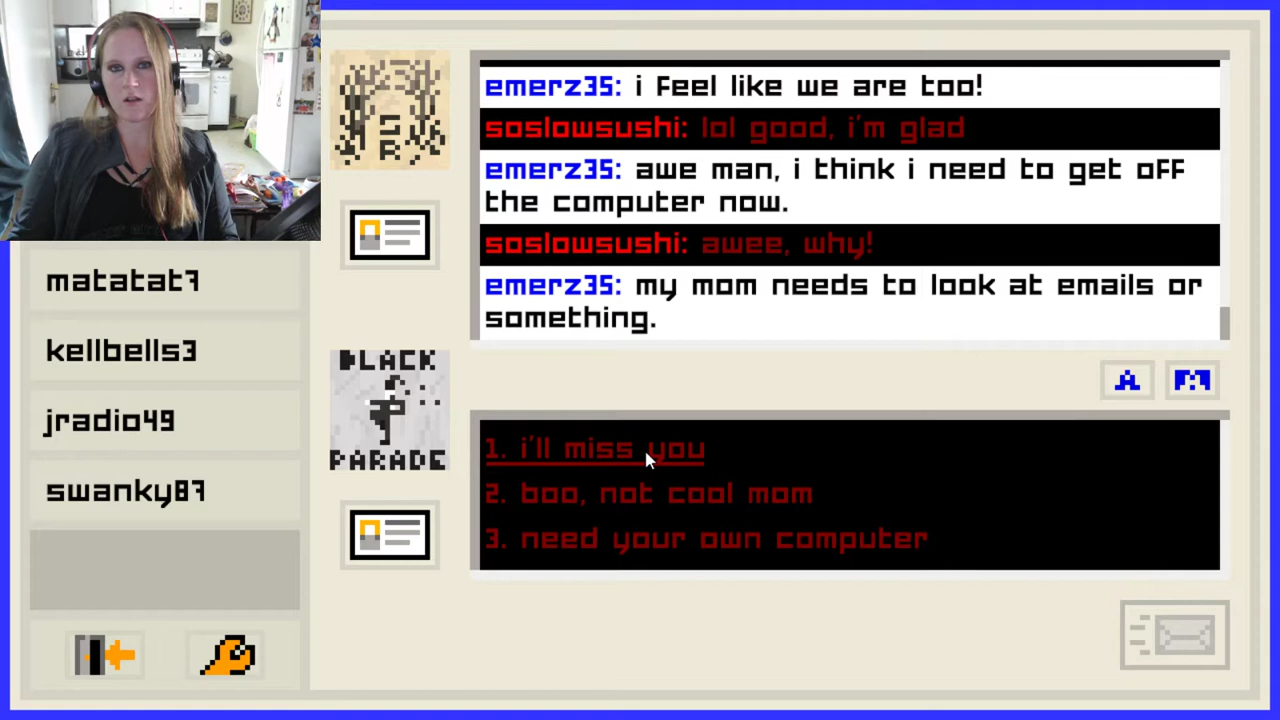 emerz35: i feel like we are too!
soslowsushi: lol good, i'm glad
emerz35: awe man, i think i need to get off
the computer now.
soslowsushi: awee, why!
emerz35: my mom needs to look at emails or
something.
matatat7
kellbells3
jradio49
swanky87
SR
BLACK
PARADE
A
1. i'll miss you
2. boo, not cool mom
3. need your own computer